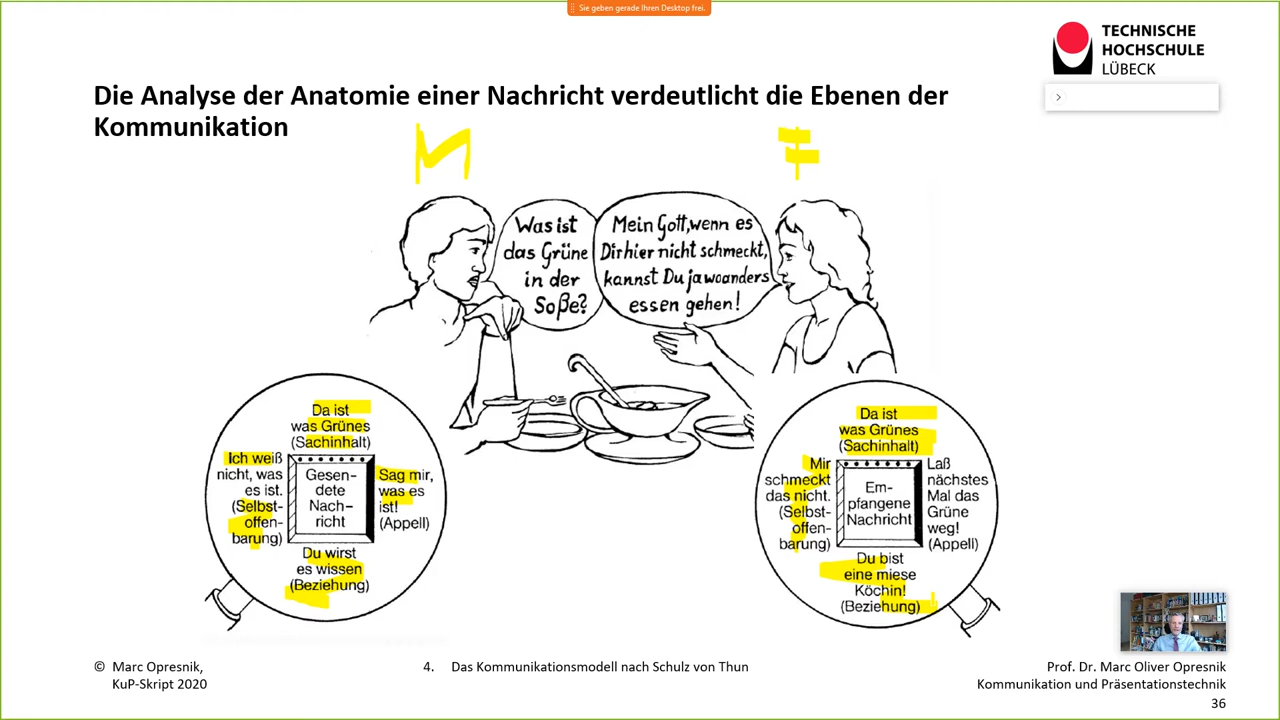 Sie geben gerade Ihren Desktop frei.
TECHNISCHE
HOCHSCHULE
LÜBECK
Die Analyse der Anatomie einer Nachricht verdeutlicht die Ebenen der
Kommunikation
M
F
Was ist
das Grüne
in der
Soße?
Mein Gott, wenn es
Dir hier nicht schmeckt,
kannst Du ja woanders
essen gehen!
Da ist
was Grünes
(Sachinhalt)
Ich weiß
nicht, was
es ist.
(Selbst-
offen-
barung)
Gesen-
dete
Nach-
richt
Sag mir,
was es
ist!
(Appell)
Du wirst
es wissen
(Beziehung)
Da ist
was Grünes
(Sachinhalt)
Mir
schmeckt
das nicht.
(Selbst-
offen-
barung)
Em-
pfangene
Nachricht
Laß
nächstes
Mal das
Grüne
weg!
(Appell)
Du bist
eine miese
Köchin!
(Beziehung)
© Marc Opresnik,
KuP-Skript 2020
4. Das Kommunikationsmodell nach Schulz von Thun
Prof. Dr. Marc Oliver Opresnik
Kommunikation und Präsentationstechnik
36